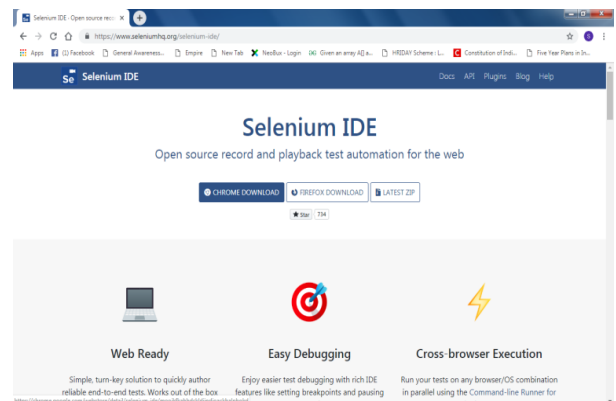 Selenium IDE · Open source reco ×
https://www.seleniumhq.org/selenium-ide/
Apps (1) Facebook General Awareness... Empire New Tab NeoBux - Login Given an array A[] a... HRIDAY Scheme : L... Constitution of Indi... Five Year Plans in In...
Se Selenium IDE Docs API Plugins Blog Help
Selenium IDE
Open source record and playback test automation for the web
CHROME DOWNLOAD FIREFOX DOWNLOAD LATEST ZIP
Star 734
Web Ready Easy Debugging Cross-browser Execution
Simple, turn-key solution to quickly author Enjoy easier test debugging with rich IDE Run your tests on any browser/OS combination
reliable end-to-end tests. Works out of the box features like setting breakpoints and pausing in parallel using the Command-line Runner for